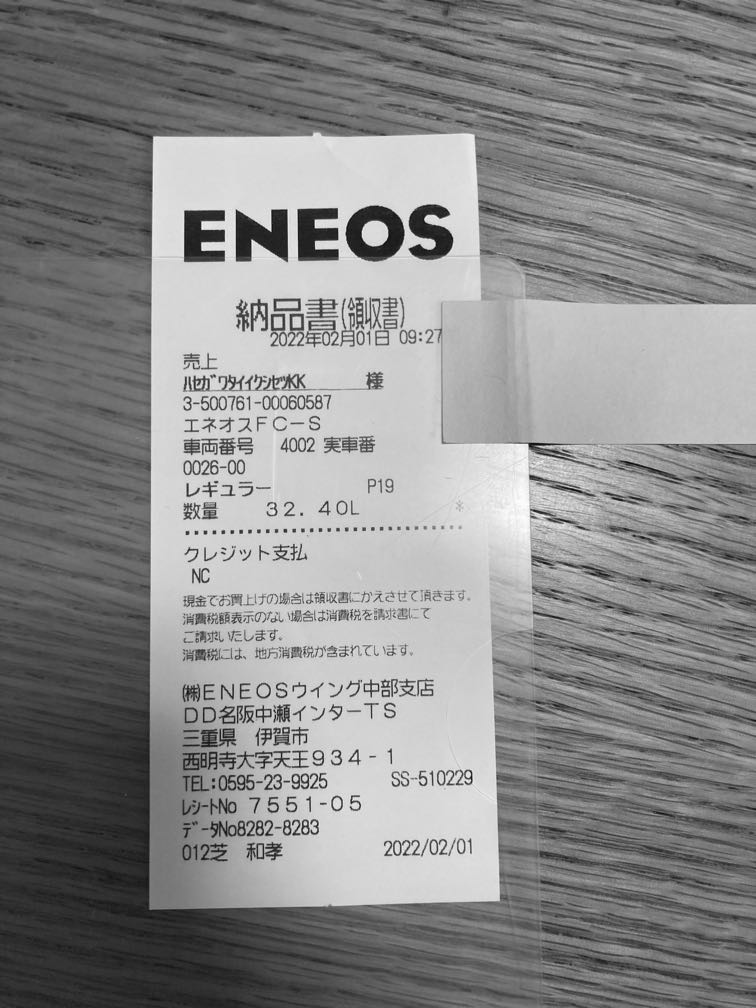 ENEOS
納品書(領収書)
2022年02月01日 09:27
売上
ﾊｾｶﾞﾜﾀｲｲｸｼｾﾂKK 様
3-500761-00060587
エネオスFC-S
車両番号 4002 実車番
0026-00
レギュラー P19
数量 32.40L *
クレジット支払
NC
現金でお買上げの場合は領収書にかえさせて頂きます。
消費税額表示のない場合は消費税を請求書にて
ご請求いたします。
消費税には、地方消費税が含まれています。
㈱ENEOSウイング中部支店
DD名阪中瀬インターTS
三重県 伊賀市
西明寺大字天王934-1
TEL:0595-23-9925 SS-510229
ﾚｼｰﾄNo 7551-05
ﾃﾞｰﾀNo8282-8283
012芝 和孝 2022/02/01